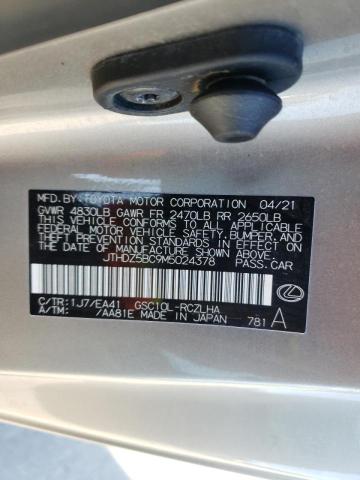 MFD. BY: TOYOTA MOTOR CORPORATION 04/21
GVWR 4830LB GAWR FR 2470LB RR 2650LB
THIS VEHICLE CONFORMS TO ALL APPLICABLE
FEDERAL MOTOR VEHICLE SAFETY, BUMPER, AND
THEFT PREVENTION STANDARDS IN EFFECT ON THE
DATE OF MANUFACTURE SHOWN ABOVE.
JTHDZ5BC9M5024378 PASS.CAR
C/TR:1J7/EA41 GSC10L-RCZLHA
A/TM: /AA81E MADE IN JAPAN 781 A